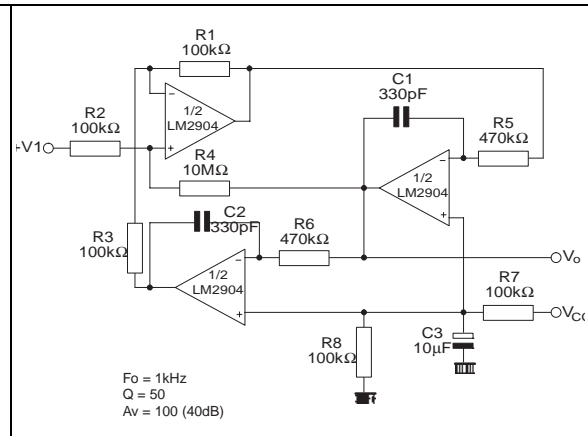 R1
100kΩ
C1
330pF
R2
100kΩ
1/2
LM2904
R5
470kΩ
+V1
R4
10MΩ
1/2
LM2904
C2
330pF
R6
470kΩ
R3
100kΩ
1/2
LM2904
Vo
R7
100kΩ
R8
100kΩ
C3
10µF
VCC
Fo = 1kHz
Q = 50
Av = 100 (40dB)